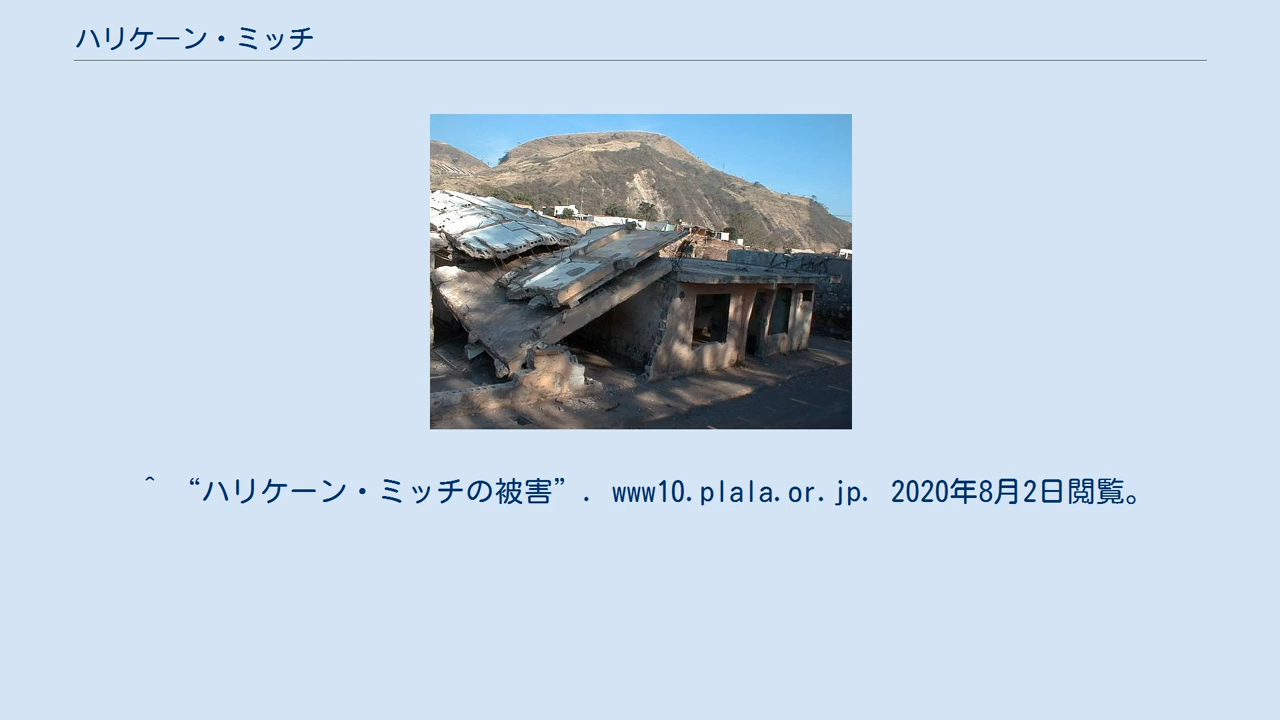 ハリケーン・ミッチ
^ “ハリケーン・ミッチの被害”. www10.plala.or.jp. 2020年8月2日閲覧。